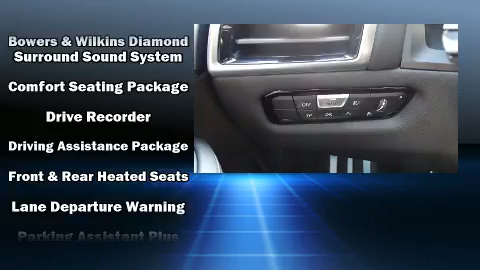 Bowers & Wilkins Diamond
Surround Sound System
Comfort Seating Package
Drive Recorder
Driving Assistance Package
Front & Rear Heated Seats
Lane Departure Warning
Parking Assistant Plus
OFF